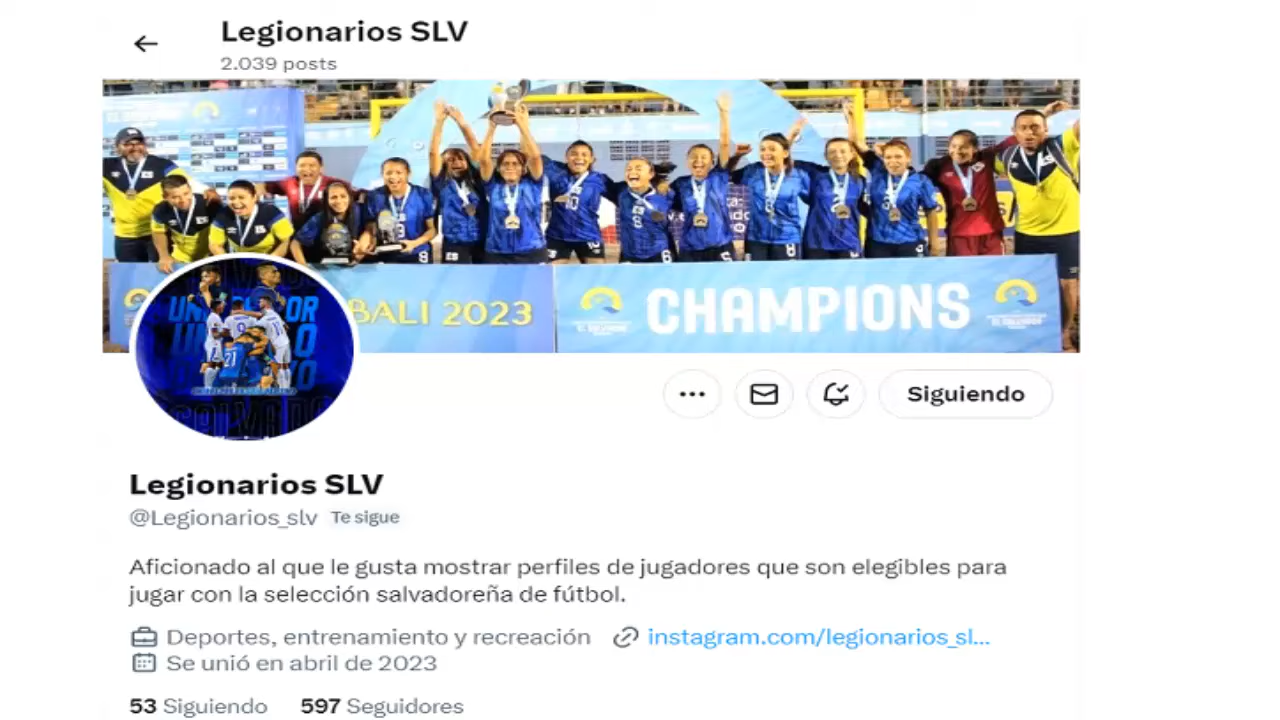 Legionarios SLV
2.039 posts
BALI 2023
CHAMPIONS
Siguiendo
Legionarios SLV
@Legionarios_slv Te sigue
Aficionado al que le gusta mostrar perfiles de jugadores que son elegibles para
jugar con la selección salvadoreña de fútbol.
Deportes, entrenamiento y recreación instagram.com/legionarios_sl...
Se unió en abril de 2023
53 Siguiendo 597 Seguidores